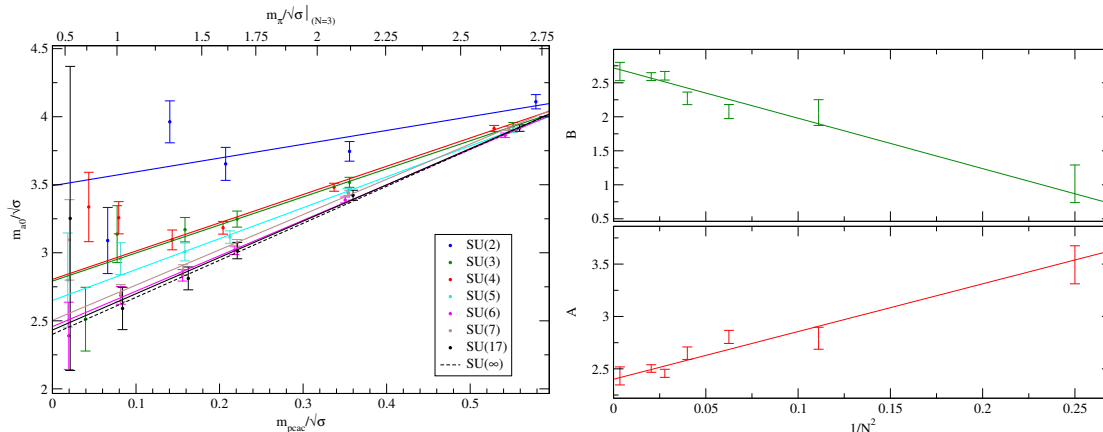 m_π/√σ|_(N=3)
0.5 1 1.5 2 2.5 2.75
4.5
4
3.5
3
2.5
2
m_a0/√σ
SU(2)
SU(3)
SU(4)
SU(5)
SU(6)
SU(7)
SU(17)
SU(∞)
0 0.1 0.2 0.3 0.4 0.5
m_pcac/√σ
2.5
2
1.5
1
0.5
B
3.5
3
2.5
2
A
0 0.05 0.1 0.15 0.2 0.25
1/N²